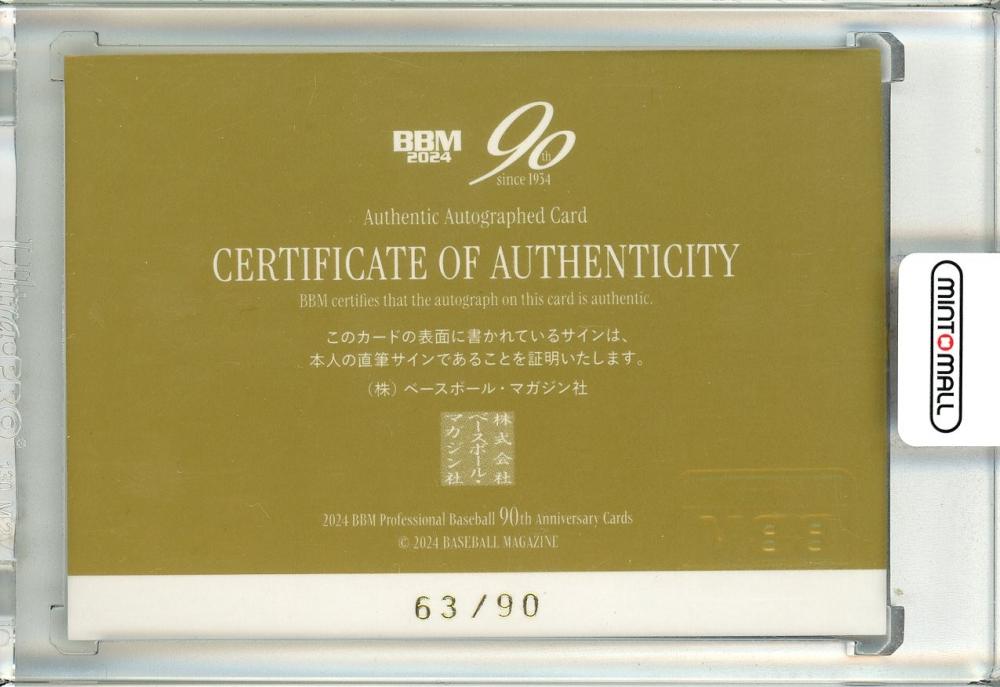 BBM
2024
90th
since 1934
Authentic Autographed Card
CERTIFICATE OF AUTHENTICITY
BBM certifies that the autograph on this card is authentic.
このカードの表面に書かれているサインは、
本人の直筆サインであることを証明いたします。
（株）ベースボール・マガジン社
株式会社
ベースボール・
マガジン社
2024 BBM Professional Baseball 90th Anniversary Cards
© 2024 BASEBALL MAGAZINE
63/90
MINTOMALL